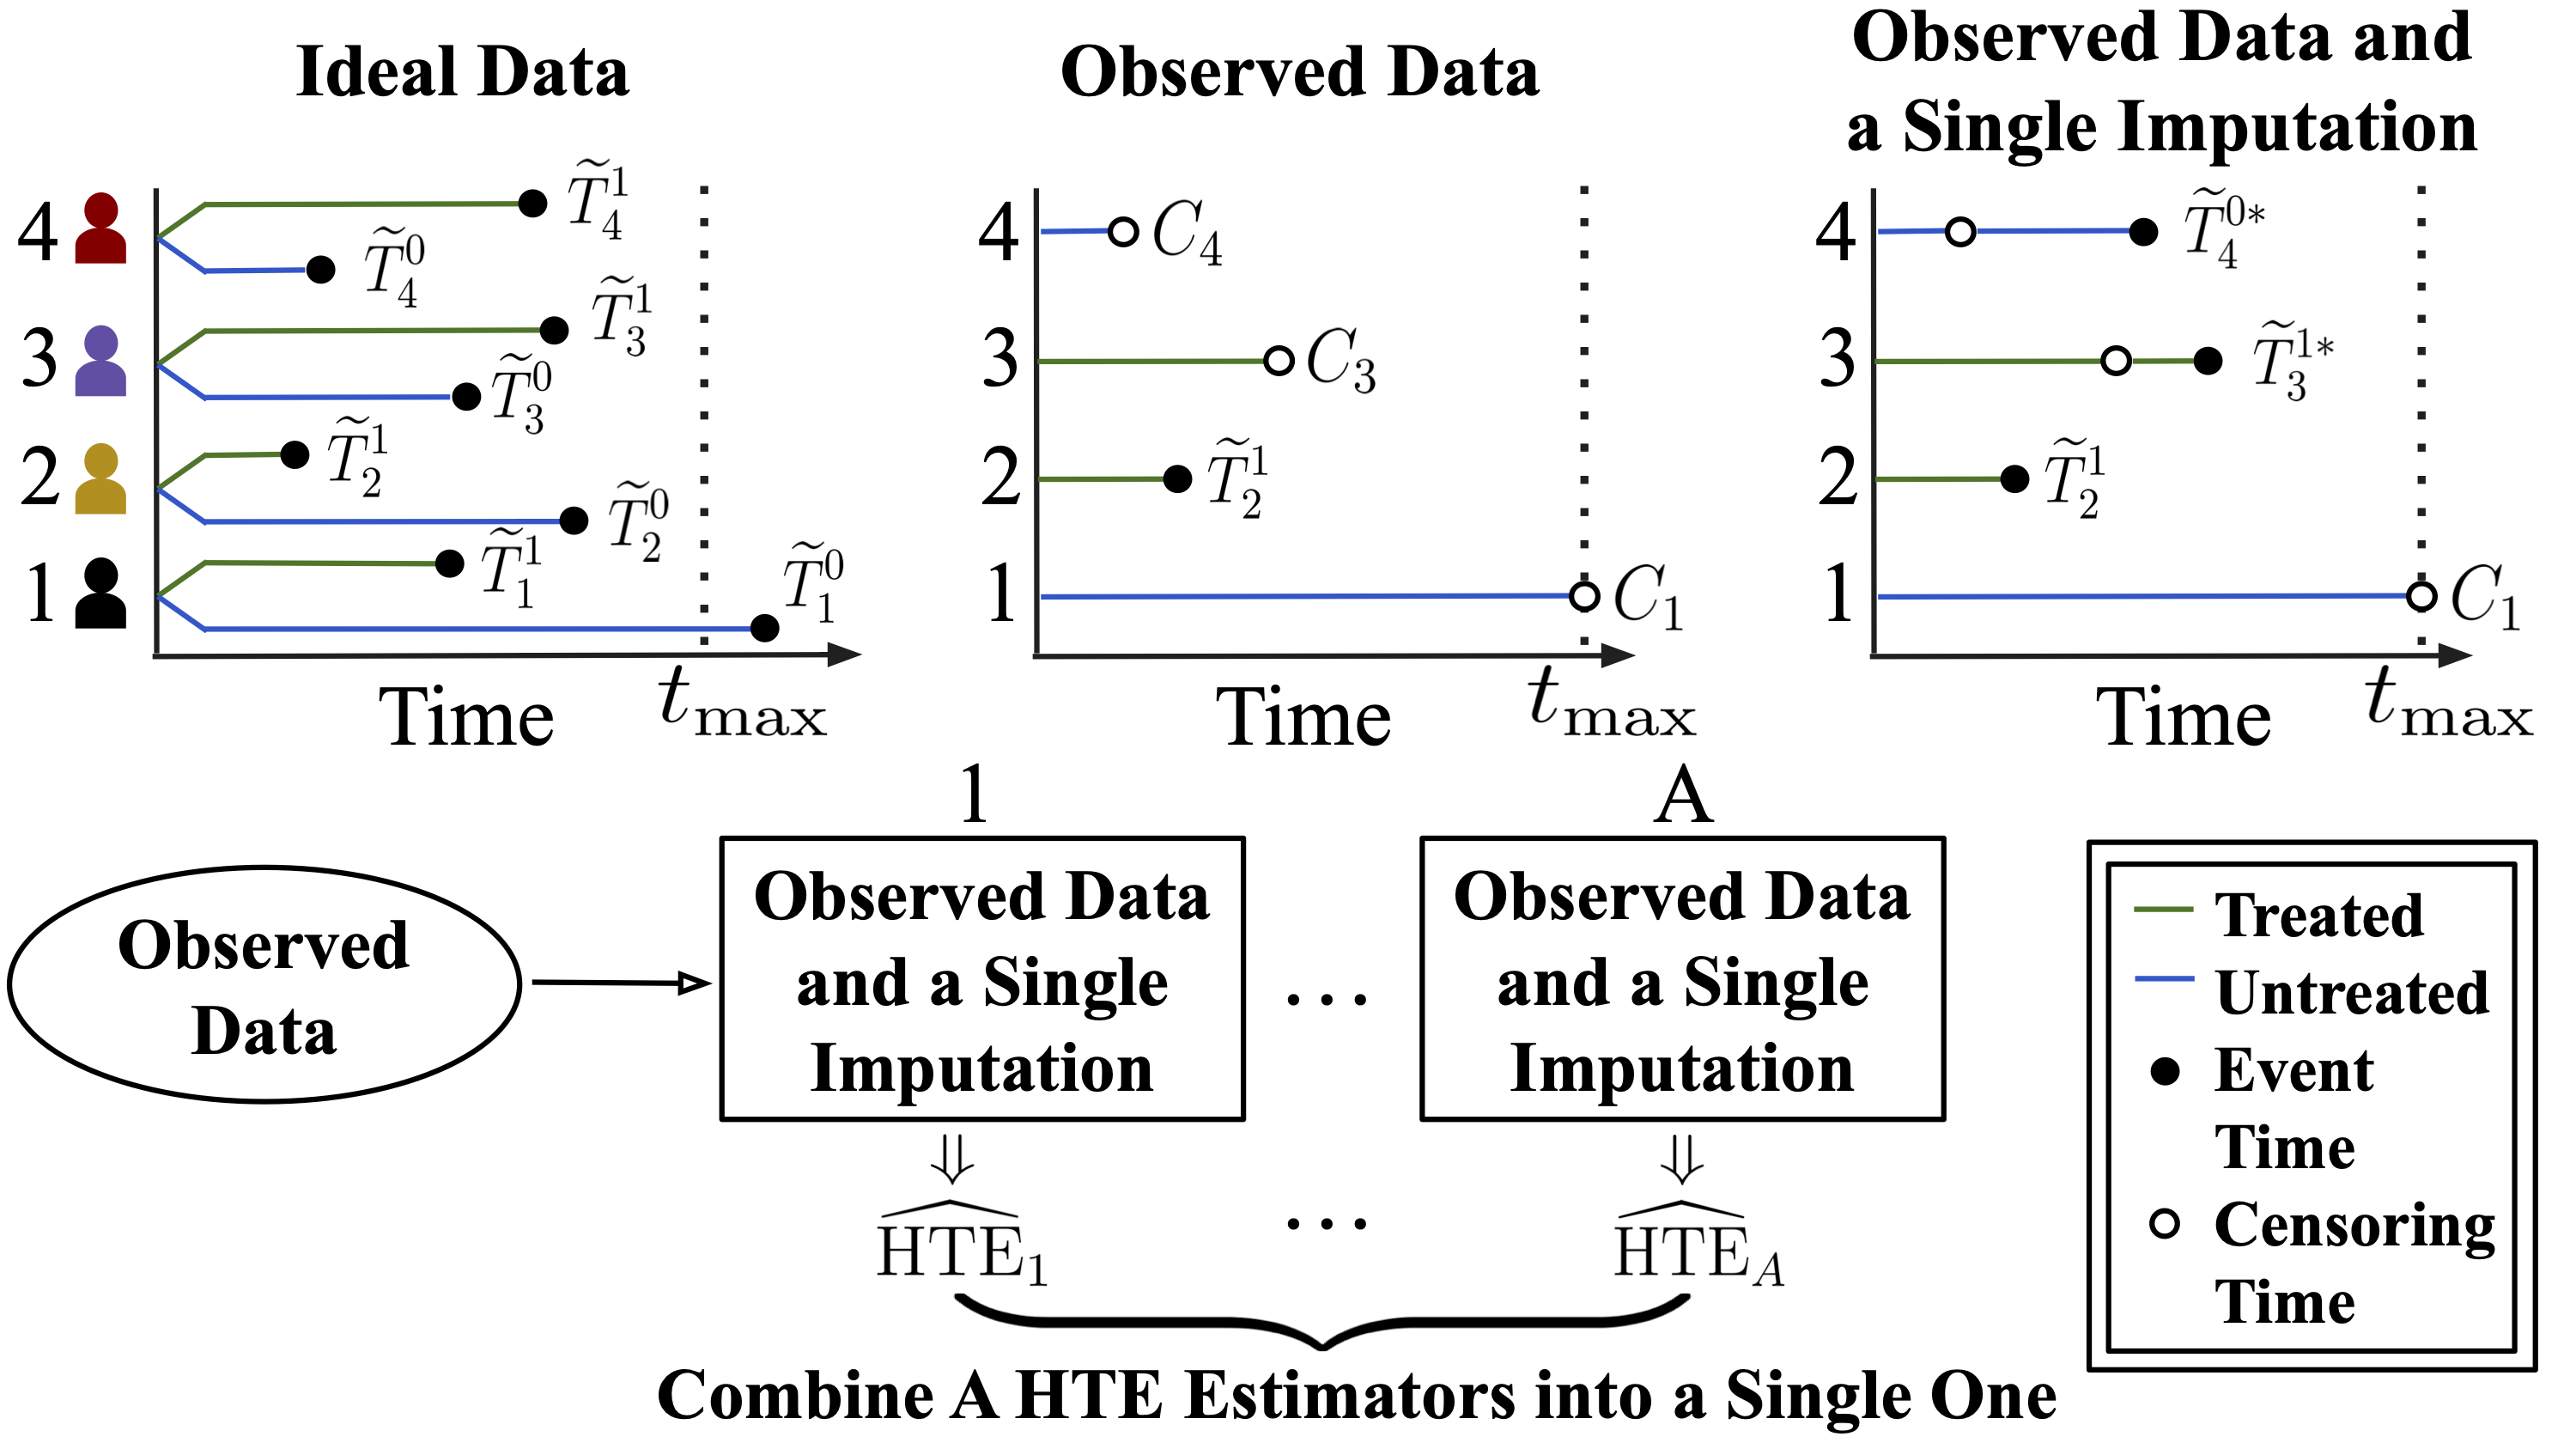 Ideal Data
Observed Data
Observed Data and
a Single Imputation
4
$\widetilde{T}_4^1$
$\widetilde{T}_4^0$
3
$\widetilde{T}_3^1$
$\widetilde{T}_3^0$
2
$\widetilde{T}_2^1$
$\widetilde{T}_2^0$
1
$\widetilde{T}_1^1$
$\widetilde{T}_1^0$
Time
$t_{\max}$
4
$C_4$
3
$C_3$
2
$\widetilde{T}_2^1$
1
$C_1$
Time
$t_{\max}$
4
$\widetilde{T}_4^{0*}$
3
$\widetilde{T}_3^{1*}$
2
$\widetilde{T}_2^1$
1
$C_1$
Time
$t_{\max}$
Observed
Data
1
Observed Data
and a Single
Imputation
...
A
Observed Data
and a Single
Imputation
⇓
⇓
$\widehat{\mathrm{HTE}}_1$
...
$\widehat{\mathrm{HTE}}_A$
Combine A HTE Estimators into a Single One
Treated
Untreated
Event
Time
Censoring
Time